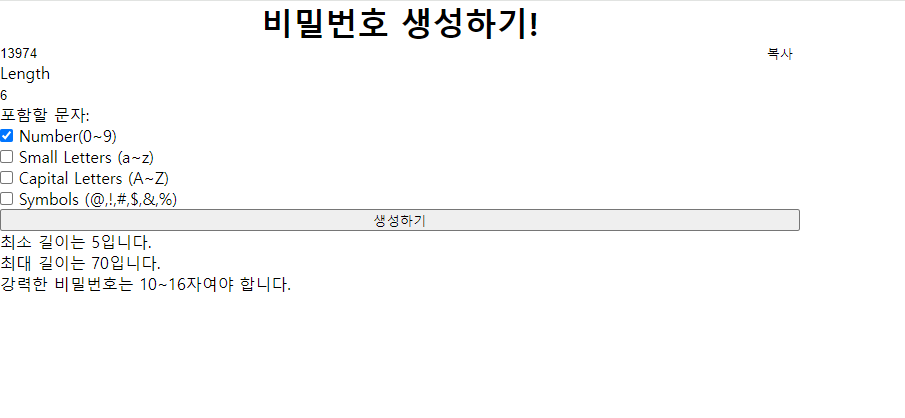 비밀번호 생성하기!
13974 복사
Length
6
포함할 문자:
Number(0~9)
Small Letters (a~z)
Capital Letters (A~Z)
Symbols (@,!,#,$,&,%)
생성하기
최소 길이는 5입니다.
최대 길이는 70입니다.
강력한 비밀번호는 10~16자여야 합니다.